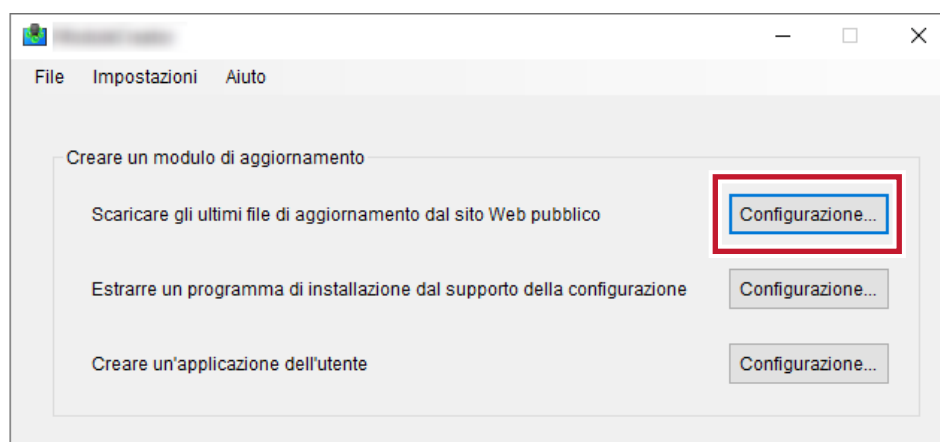 File Impostazioni Aiuto
Creare un modulo di aggiornamento
Scaricare gli ultimi file di aggiornamento dal sito Web pubblico Configurazione...
Estrarre un programma di installazione dal supporto della configurazione Configurazione...
Creare un'applicazione dell'utente Configurazione...